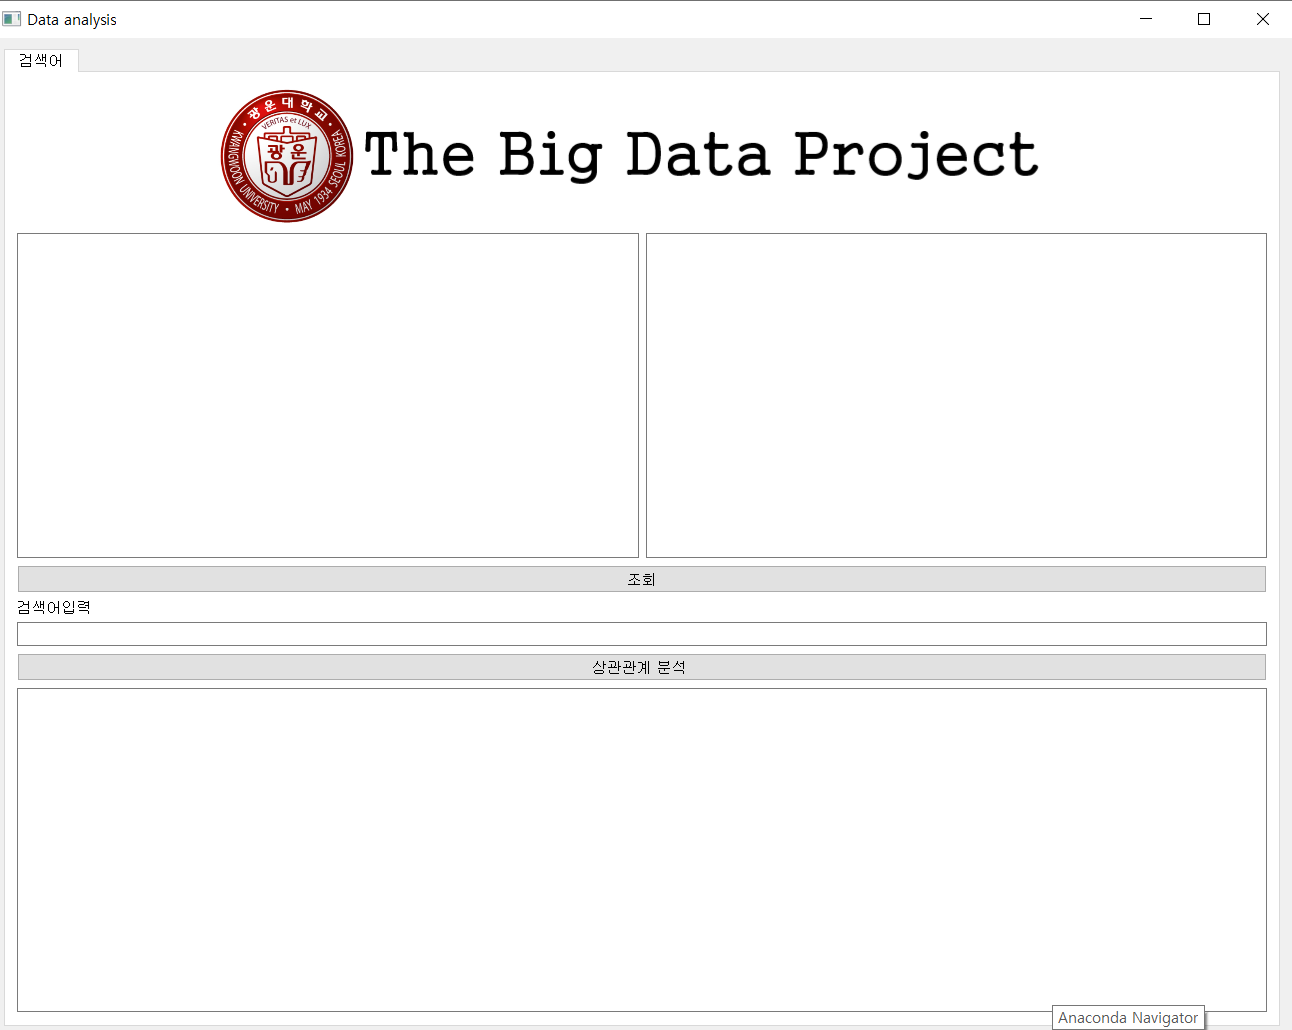 Data analysis
검색어
광운대학교
VERITAS et LUX
광운
KWANGWOON UNIVERSITY • MAY 1934 SEOUL KOREA
The Big Data Project
조회
검색어입력
상관관계 분석
Anaconda Navigator